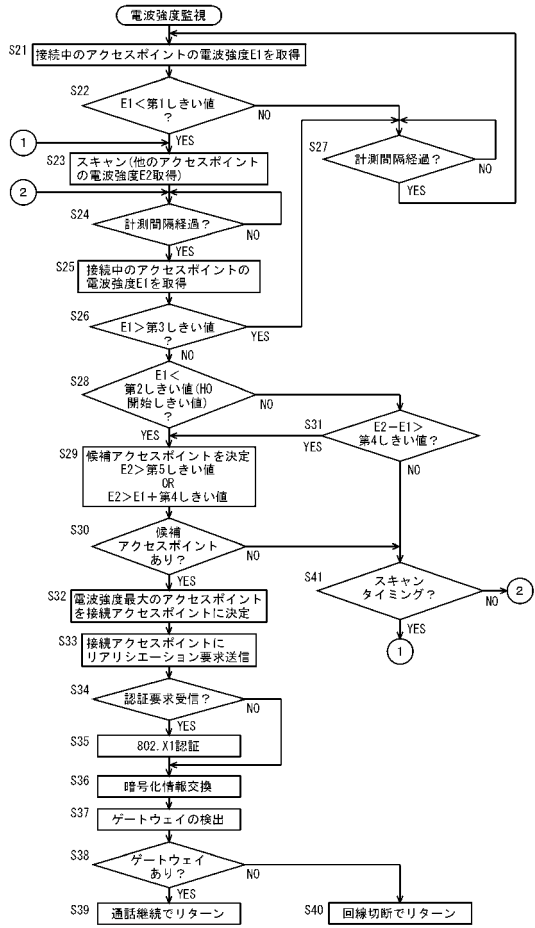 電波強度監視
S21
接続中のアクセスポイントの電波強度E1を取得
S22
E1<第1しきい値
?
NO
YES
1
S23
スキャン(他のアクセスポイント
の電波強度E2取得)
S27
計測間隔経過?
NO
YES
2
S24
計測間隔経過?
NO
YES
S25
接続中のアクセスポイントの
電波強度E1を取得
S26
E1>第3しきい値
?
YES
NO
S28
E1<
第2しきい値(HO
開始しきい値)
?
NO
YES
S31
E2-E1>
第4しきい値?
YES
NO
S29
候補アクセスポイントを決定
E2>第5しきい値
OR
E2>E1+第4しきい値
S30
候補
アクセスポイント
あり?
NO
YES
S41
スキャン
タイミング?
NO
2
YES
1
S32
電波強度最大のアクセスポイント
を接続アクセスポイントに決定
S33
接続アクセスポイントに
リアリシエーション要求送信
S34
認証要求受信?
NO
YES
S35
802.X1認証
S36
暗号化情報交換
S37
ゲートウェイの検出
S38
ゲートウェイ
あり?
NO
YES
S39
通話継続でリターン
S40
回線切断でリターン